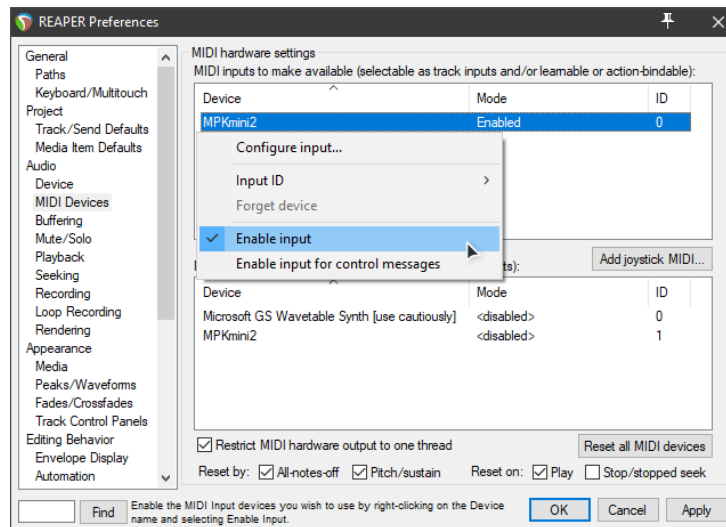 REAPER Preferences
General
Paths
Keyboard/Multitouch
Project
Track/Send Defaults
Media Item Defaults
Audio
Device
MIDI Devices
Buffering
Mute/Solo
Playback
Seeking
Recording
Loop Recording
Rendering
Appearance
Media
Peaks/Waveforms
Fades/Crossfades
Track Control Panels
Editing Behavior
Envelope Display
Automation
Find
MIDI hardware settings
MIDI inputs to make available (selectable as track inputs and/or learnable or action-bindable):
Device Mode ID
MPKmini2 Enabled 0
Configure input...
Input ID
Forget device
Enable input
Enable input for control messages
Add joystick MIDI...
ts):
Device Mode ID
Microsoft GS Wavetable Synth [use cautiously] <disabled> 0
MPKmini2 <disabled> 1
Restrict MIDI hardware output to one thread
Reset all MIDI devices
Reset by: All-notes-off Pitch/sustain Reset on: Play Stop/stopped seek
Enable the MIDI Input devices you wish to use by right-clicking on the Device
name and selecting Enable Input.
OK Cancel Apply